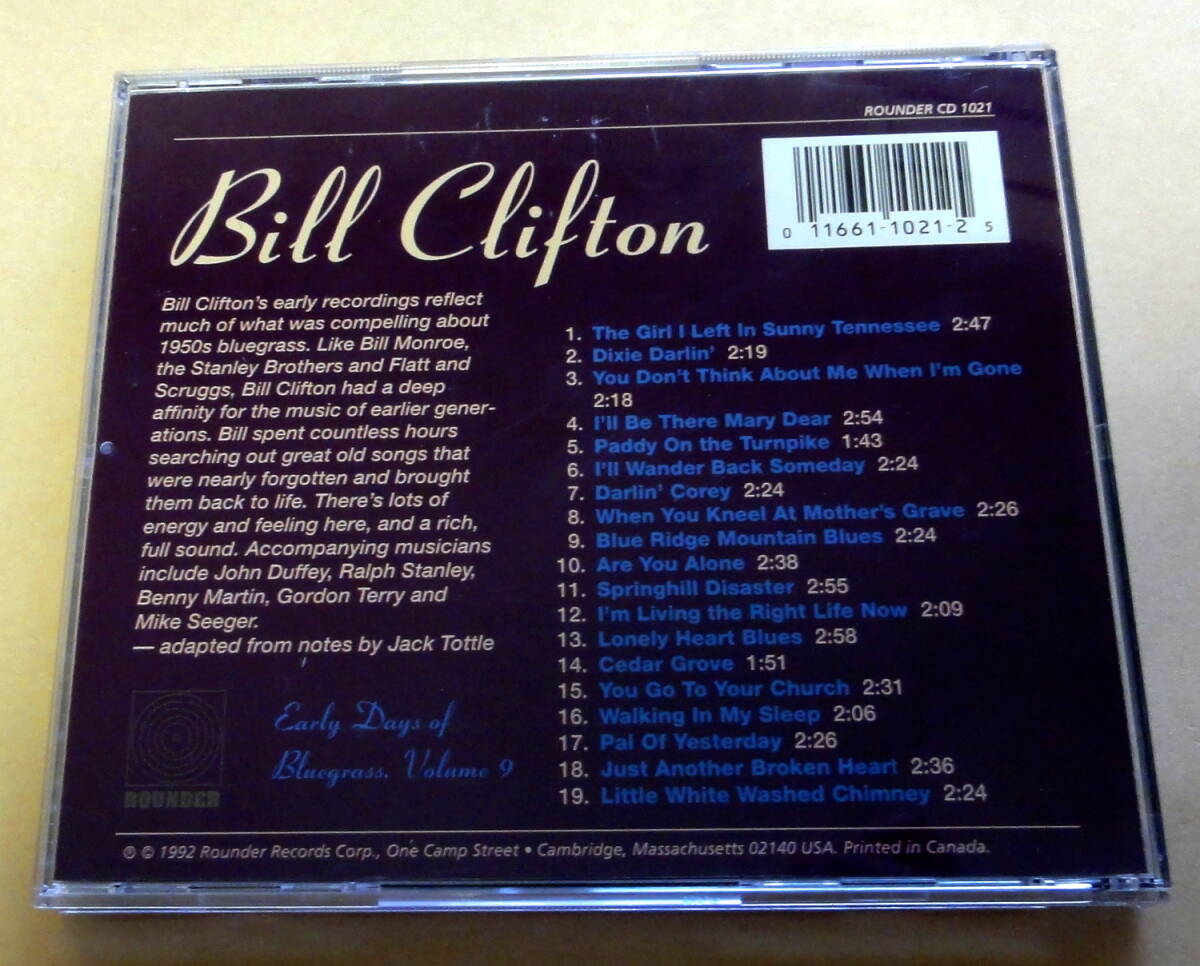 ROUNDER CD 1021
Bill Clifton
0 11661-1021-2 5
Bill Clifton's early recordings reflect
much of what was compelling about
1950s bluegrass. Like Bill Monroe,
the Stanley Brothers and Flatt and
Scruggs, Bill Clifton had a deep
affinity for the music of earlier gener-
ations. Bill spent countless hours
searching out great old songs that
were nearly forgotten and brought
them back to life. There's lots of
energy and feeling here, and a rich,
full sound. Accompanying musicians
include John Duffey, Ralph Stanley,
Benny Martin, Gordon Terry and
Mike Seeger.
— adapted from notes by Jack Tottle
1. The Girl I Left In Sunny Tennessee 2:47
2. Dixie Darlin' 2:19
3. You Don't Think About Me When I'm Gone
2:18
4. I'll Be There Mary Dear 2:54
5. Paddy On the Turnpike 1:43
6. I'll Wander Back Someday 2:24
7. Darlin' Corey 2:24
8. When You Kneel At Mother's Grave 2:26
9. Blue Ridge Mountain Blues 2:24
10. Are You Alone 2:38
11. Springhill Disaster 2:55
12. I'm Living the Right Life Now 2:09
13. Lonely Heart Blues 2:58
14. Cedar Grove 1:51
15. You Go To Your Church 2:31
16. Walking In My Sleep 2:06
17. Pal Of Yesterday 2:26
18. Just Another Broken Heart 2:36
19. Little White Washed Chimney 2:24
Early Days of
Bluegrass, Volume 9
ROUNDER
℗ © 1992 Rounder Records Corp., One Camp Street • Cambridge, Massachusetts 02140 USA. Printed in Canada.